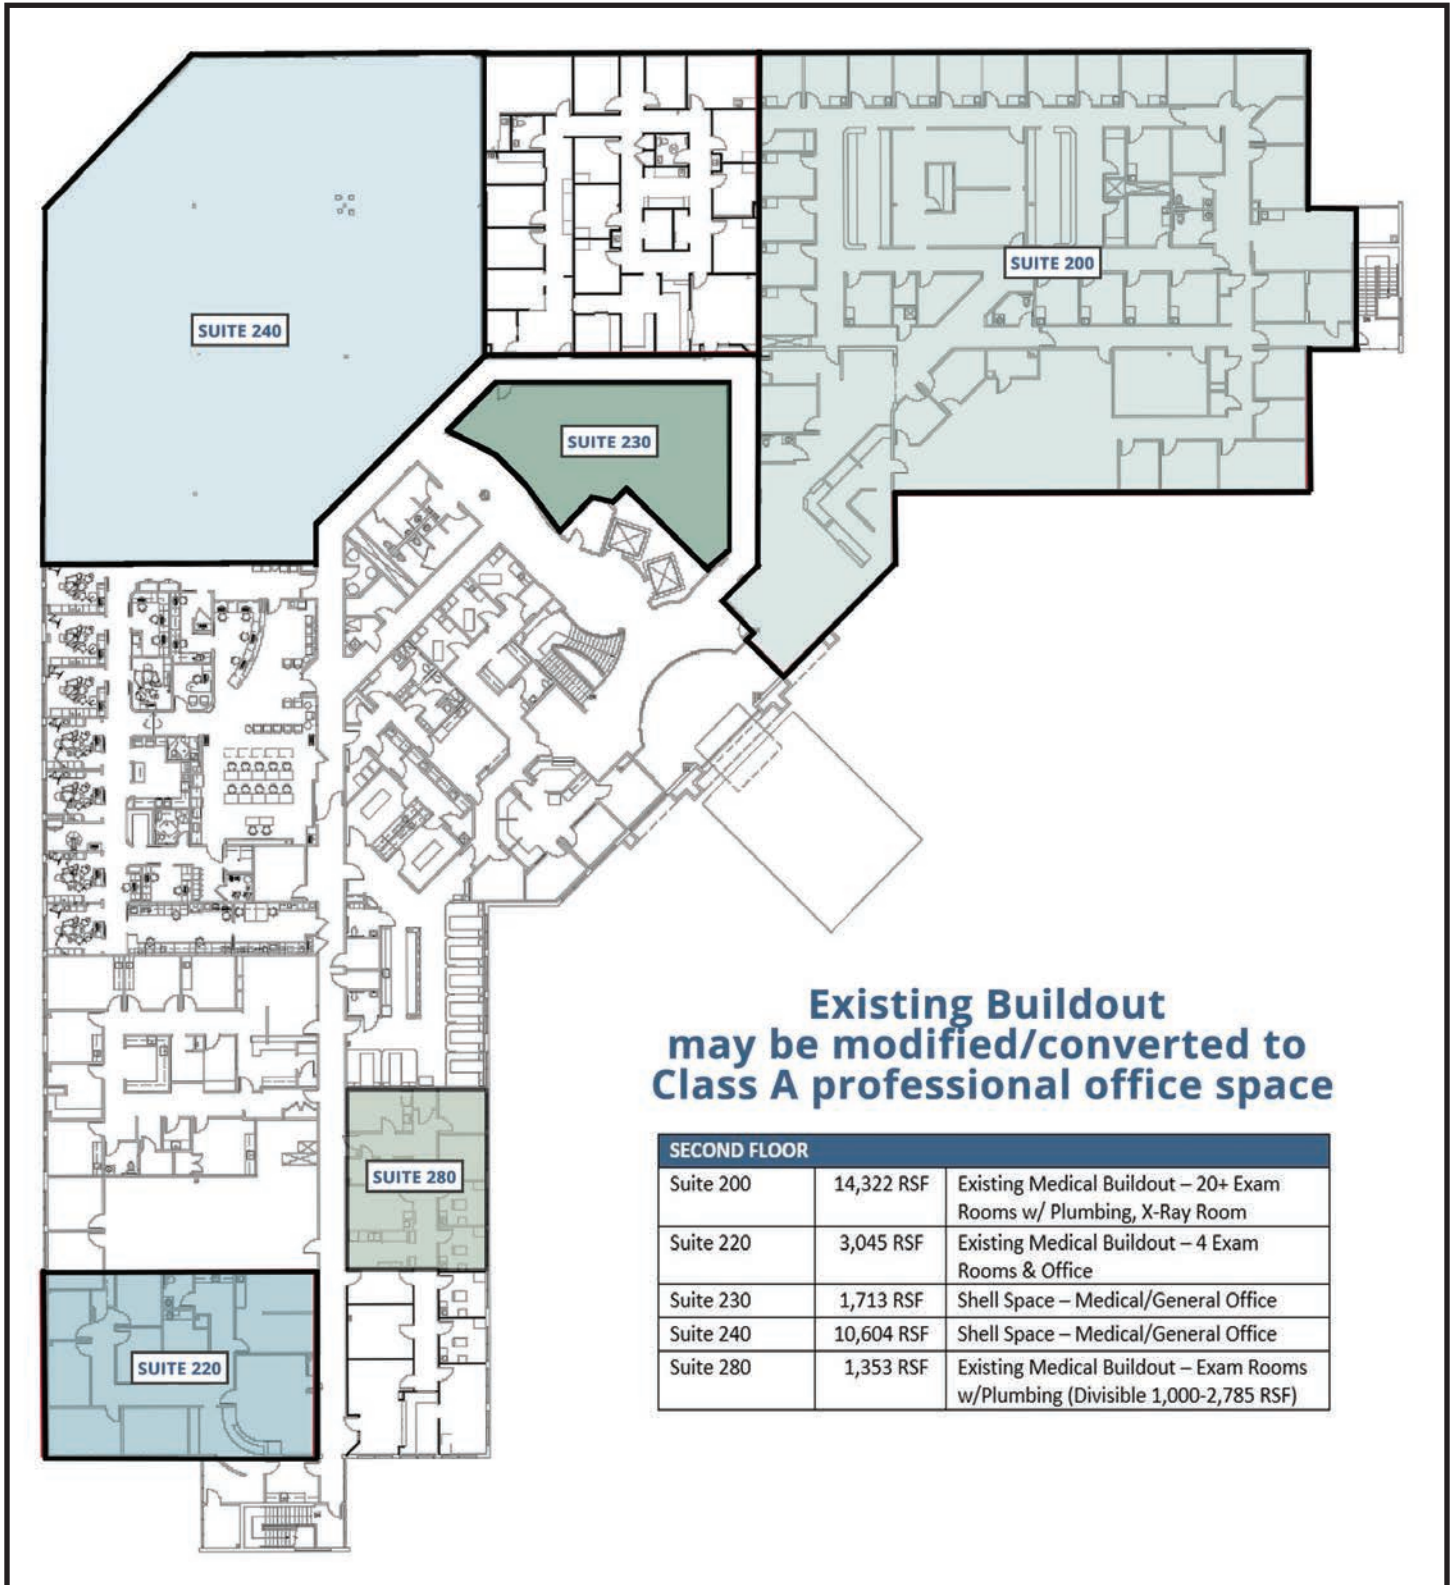 SUITE 200
SUITE 240
SUITE 230
SUITE 280
SUITE 220
Existing Buildout
may be modified/converted to
Class A professional office space
SECOND FLOOR
Suite 200 14,322 RSF Existing Medical Buildout – 20+ Exam
Rooms w/ Plumbing, X-Ray Room
Suite 220 3,045 RSF Existing Medical Buildout – 4 Exam
Rooms & Office
Suite 230 1,713 RSF Shell Space – Medical/General Office
Suite 240 10,604 RSF Shell Space – Medical/General Office
Suite 280 1,353 RSF Existing Medical Buildout – Exam Rooms
w/Plumbing (Divisible 1,000-2,785 RSF)